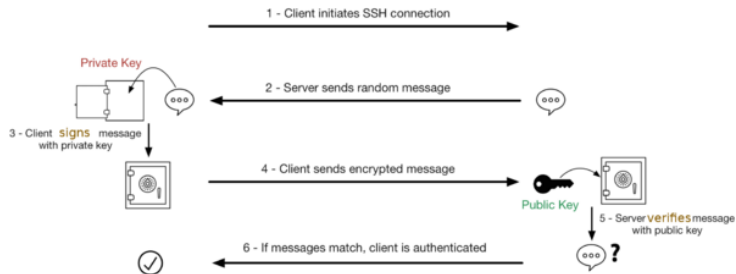 1 - Client initiates SSH connection
Private Key
2 - Server sends random message
3 - Client signs message
with private key
4 - Client sends encrypted message
Public Key
5 - Server verifies message
with public key
6 - If messages match, client is authenticated
?